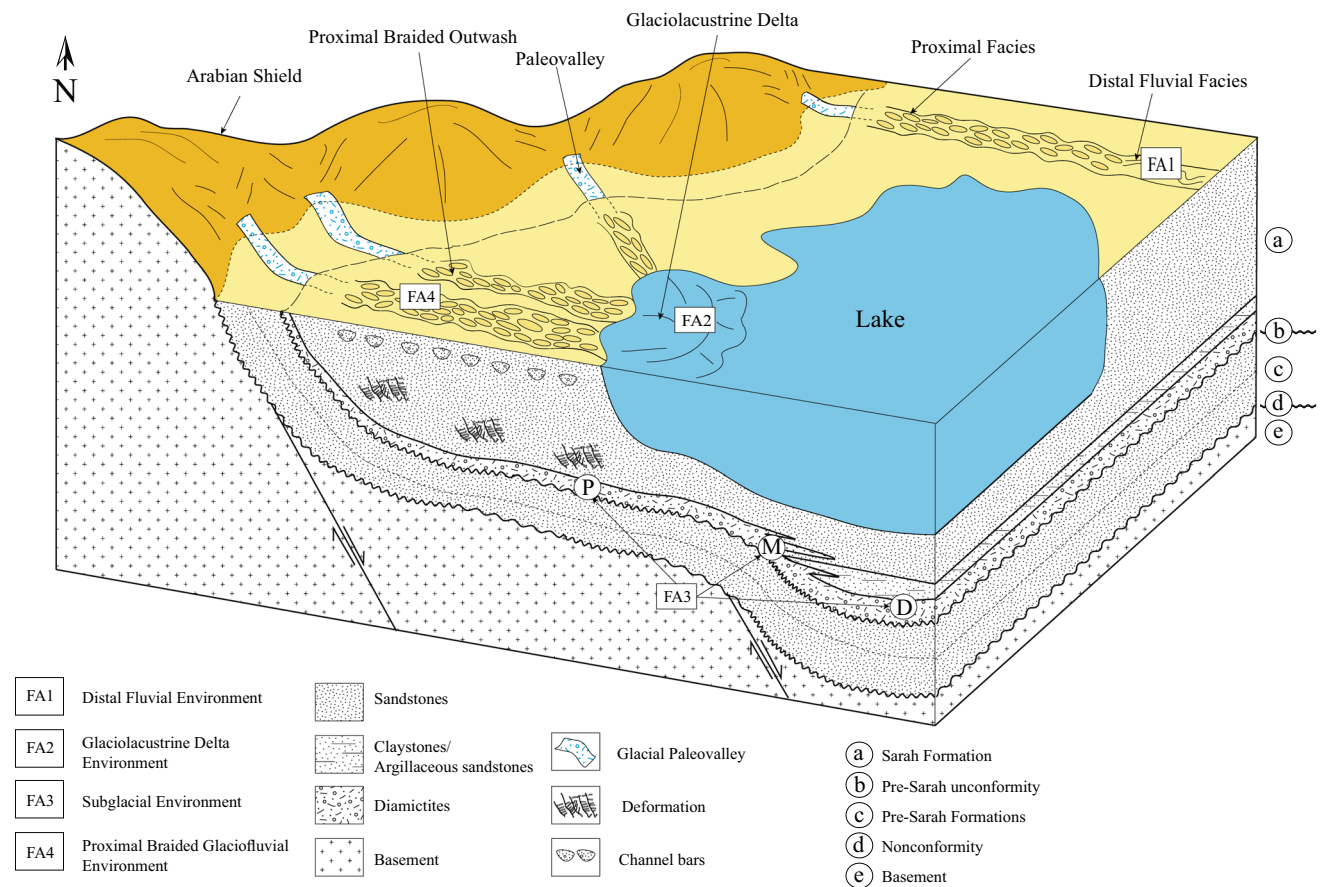 Glaciolacustrine Delta
Proximal Braided Outwash
Paleovalley
Proximal Facies
Arabian Shield
Distal Fluvial Facies
N
FA1
a
FA4
FA2
Lake
b
c
d
e
P
M
FA3
D
FA1 Distal Fluvial Environment
FA2 Glaciolacustrine Delta
Environment
FA3 Subglacial Environment
FA4 Proximal Braided Glaciofluvial
Environment
Sandstones
Claystones/
Argillaceous sandstones
Diamictites
Basement
Glacial Paleovalley
Deformation
Channel bars
a Sarah Formation
b Pre-Sarah unconformity
c Pre-Sarah Formations
d Nonconformity
e Basement